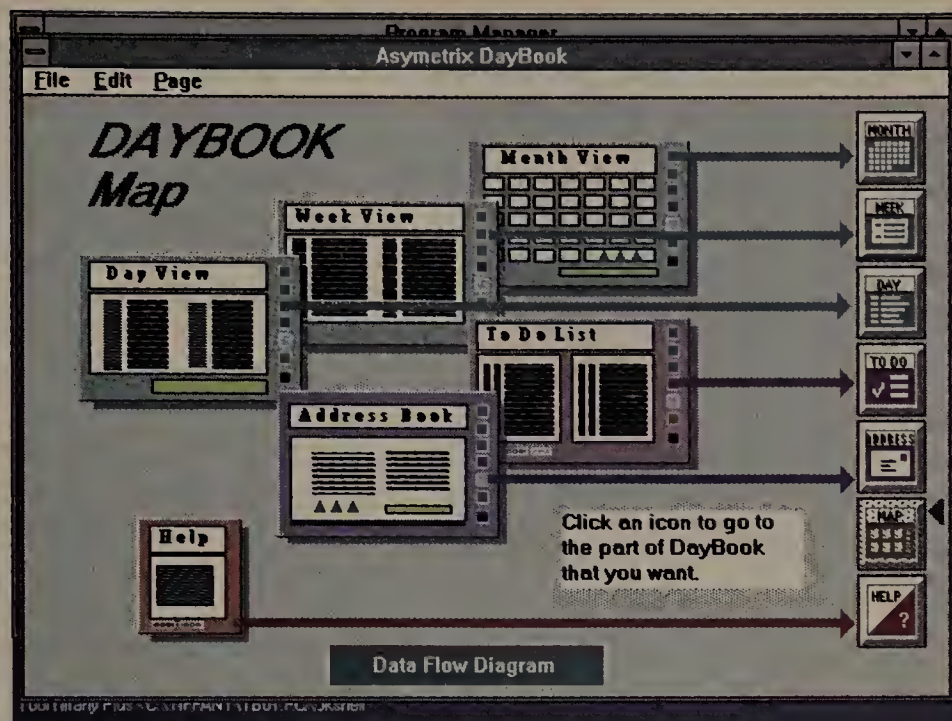 Program Manager
Asymetrix DayBook
File Edit Page
DAYBOOK
Map
Month View
Week View
Day View
To Do List
Address Book
Help
MONTH
WEEK
DAY
TO DO
ADDRESS
MAP
HELP
?
Click an icon to go to
the part of DayBook
that you want.
Data Flow Diagram